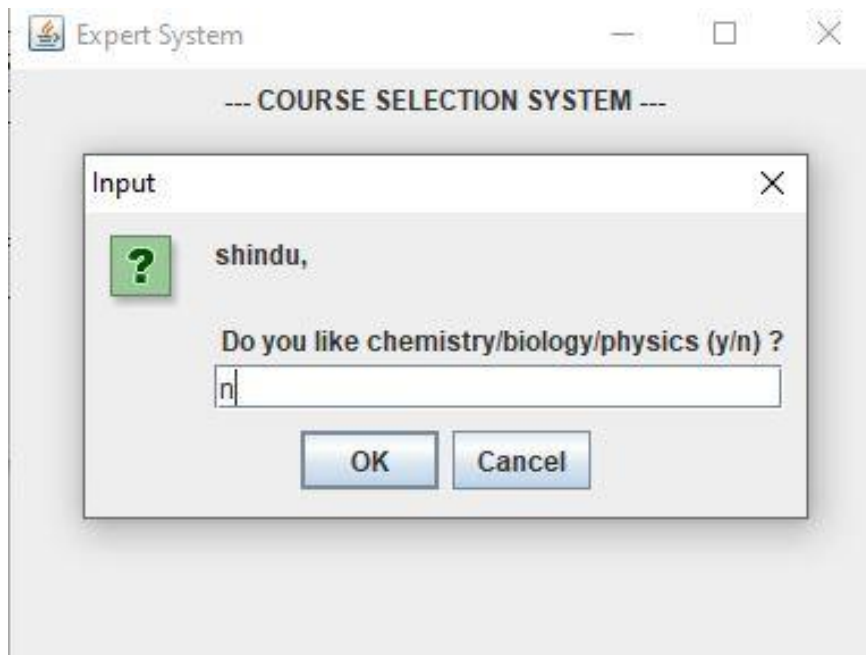 Expert System
--- COURSE SELECTION SYSTEM ---
Input
?
shindu,
Do you like chemistry/biology/physics (y/n) ?
n
OK
Cancel